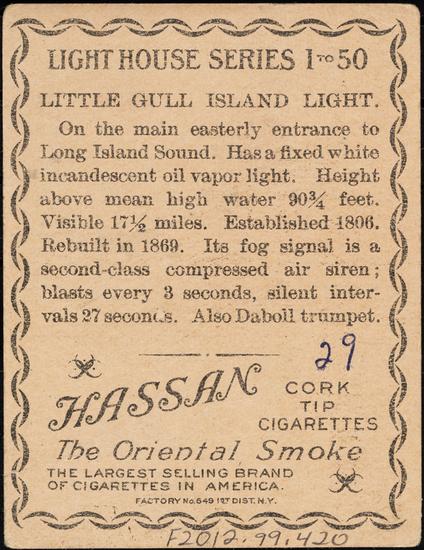 LIGHT HOUSE SERIES 1 TO 50
LITTLE GULL ISLAND LIGHT.
On the main easterly entrance to
Long Island Sound. Has a fixed white
incandescent oil vapor light. Height
above mean high water 90¾ feet.
Visible 17½ miles. Established 1806.
Rebuilt in 1869. Its fog signal is a
second-class compressed air siren;
blasts every 3 seconds, silent inter-
vals 27 seconds. Also Daboll trumpet.
29
HASSAN
CORK
TIP
CIGARETTES
The Oriental Smoke
THE LARGEST SELLING BRAND
OF CIGARETTES IN AMERICA.
FACTORY No. 649 1ST DIST. N.Y.
F2012.99.420